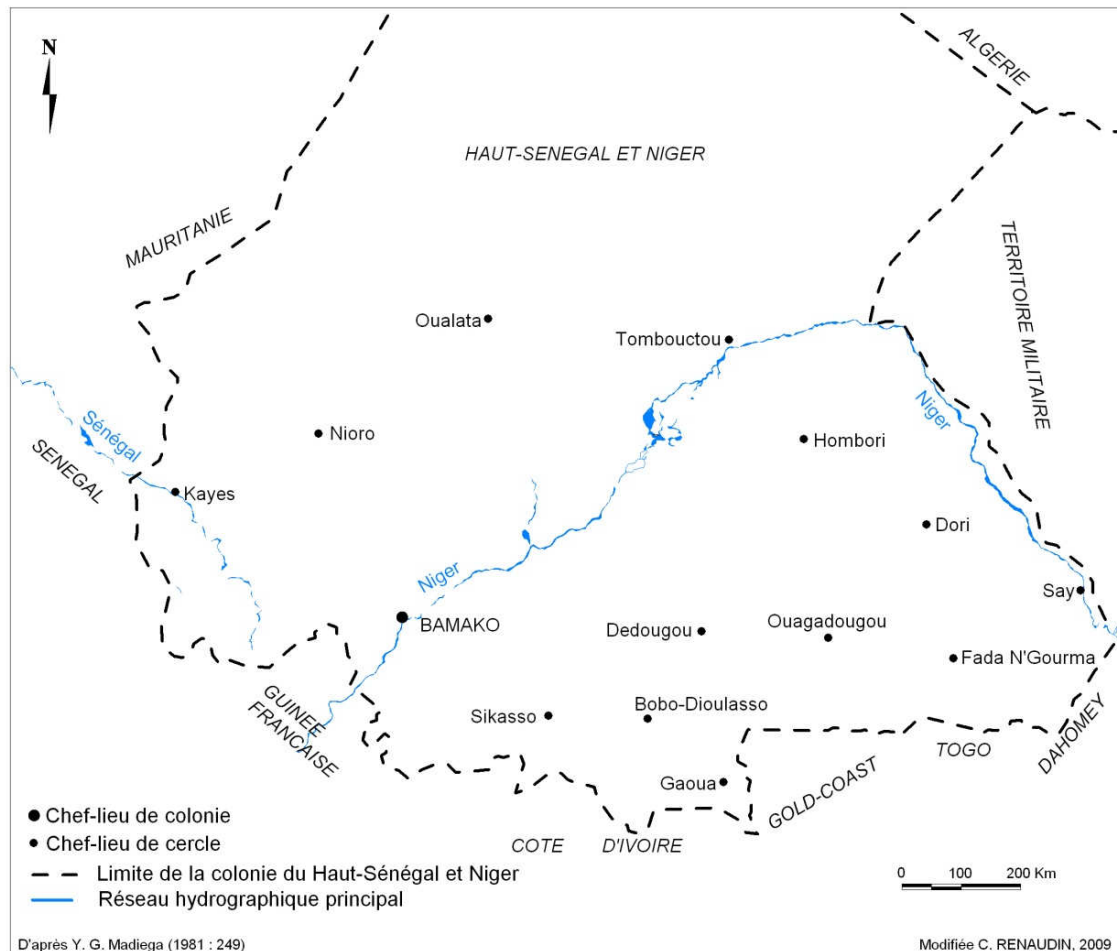 N
ALGERIE
HAUT-SENEGAL ET NIGER
MAURITANIE
TERRITOIRE MILITAIRE
Oualata
Tombouctou
Niger
Nioro
Hombori
Sénégal
SENEGAL
Kayes
Dori
Niger
Say
BAMAKO
Dedougou
Ouagadougou
Fada N'Gourma
GUINEE
FRANCAISE
Sikasso
Bobo-Dioulasso
TOGO
DAHOMEY
Gaoua
GOLD-COAST
COTE D'IVOIRE
Chef-lieu de colonie
Chef-lieu de cercle
Limite de la colonie du Haut-Sénégal et Niger
Réseau hydrographique principal
0 100 200 Km
D'après Y. G. Madiega (1981 : 249)
Modifiée C. RENAUDIN, 2009